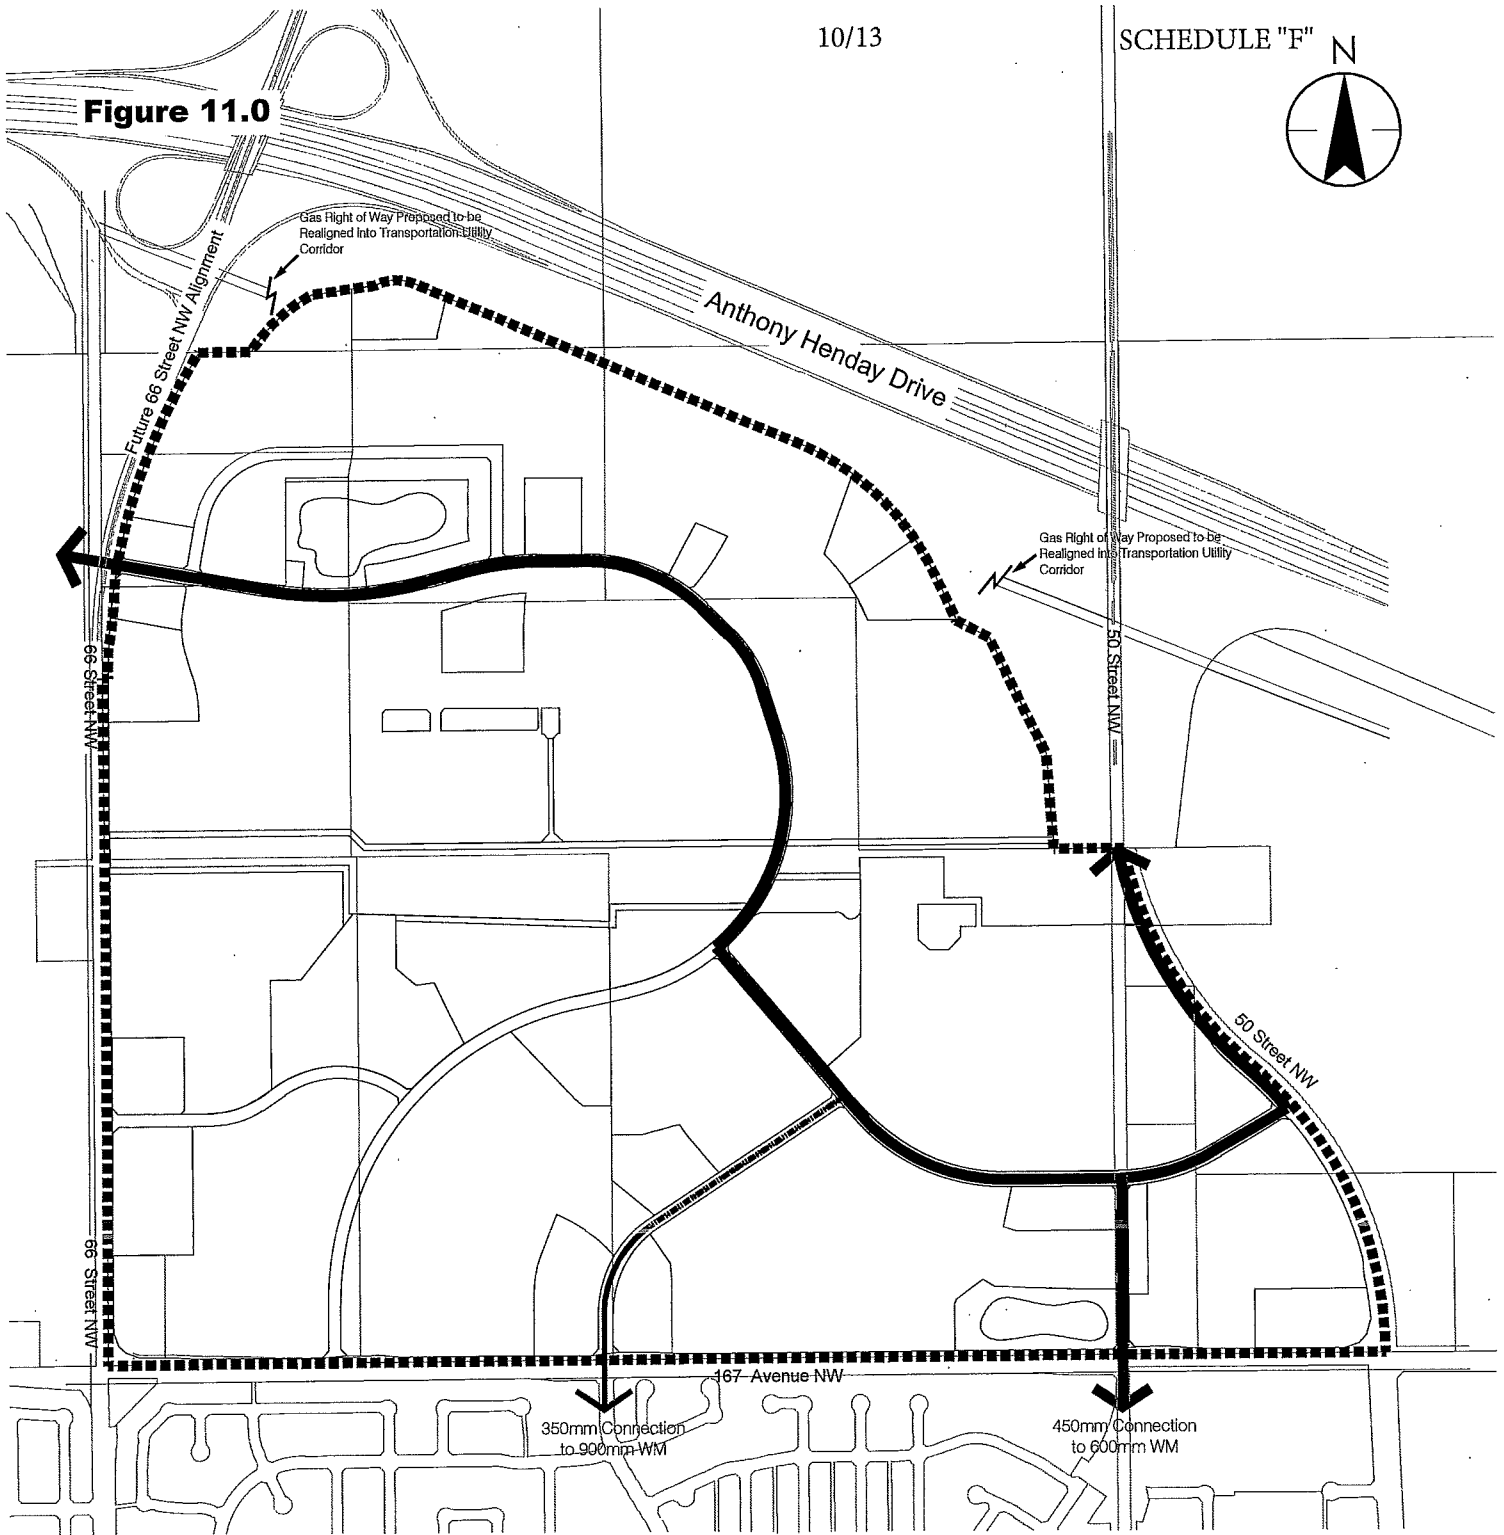 10/13
SCHEDULE "F"
N
Figure 11.0
Gas Right of Way Proposed to be
Realigned into Transportation Utility
Corridor
Future 66 Street NW Alignment
Anthony Henday Drive
Gas Right of Way Proposed to be
Realigned into Transportation Utility
Corridor
66 Street NW
50 Street NW
50 Street NW
66 Street NW
167 Avenue NW
350mm Connection
to 900mm WM
450mm Connection
to 600mm WM